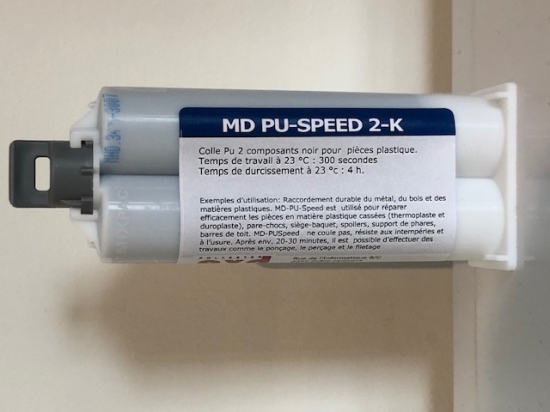 MD PU-SPEED 2-K
Colle Pu 2 composants noir pour pièces plastique.
Temps de travail à 23 °C : 300 secondes
Temps de durcissement à 23 °c : 4 h.
Exemples d'utilisation: Raccordement durable du métal, du bois et des
matières plastiques. MD-PU-Speed est utilisé pour réparer
efficacement les pièces en matière plastique cassées (thermoplaste et
duroplaste), pare-chocs, siège-baquet, spoilers, support de phares,
barres de toit. MD-PUSpeed ne coule pas, résiste aux intempéries et
à l'usure. Après env. 20-30 minutes, il est possible d'effectuer des
travaux comme le ponçage, le perçage et le filetage
Rue de l'Informatique